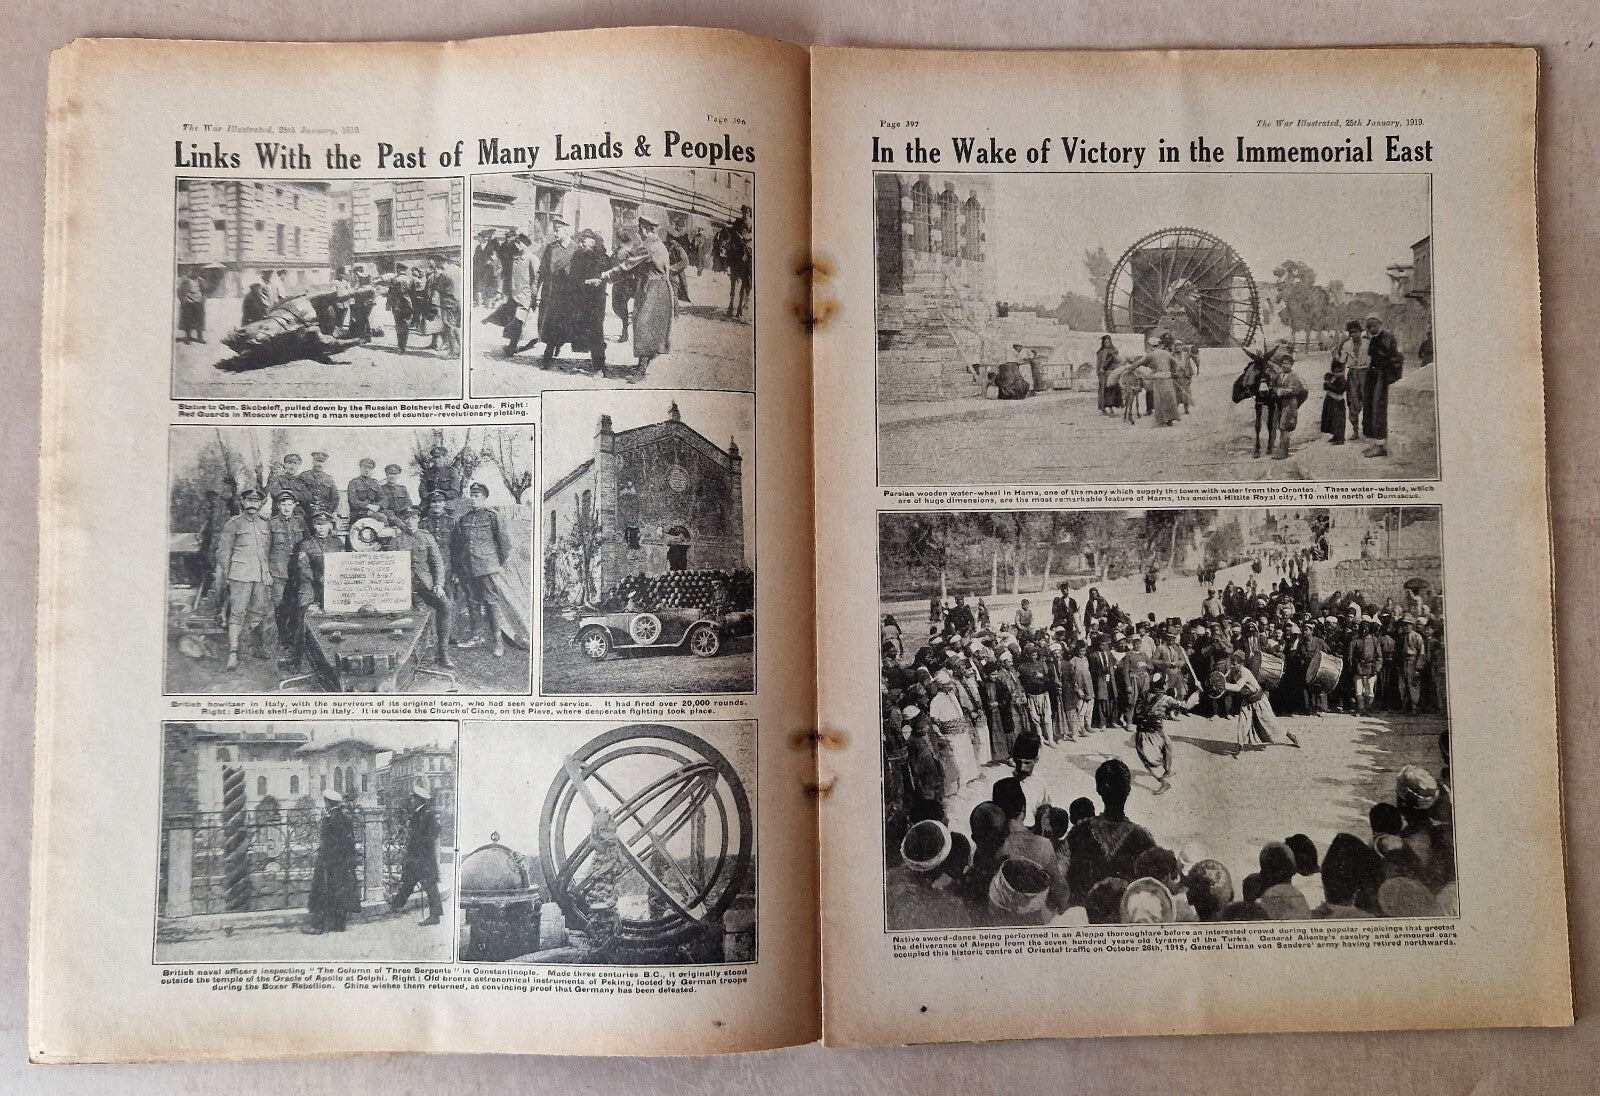 The War Illustrated, 25th January, 1919.
Page 396
Links With the Past of Many Lands & Peoples
Statue to Gen. Skobeleff, pulled down by the Russian Bolshevist Red Guards. Right:
Red Guards in Moscow arresting a man suspected of counter-revolutionary plotting.
British howitzer in Italy, with the survivors of its original team, who had seen varied service. It had fired over 20,000 rounds.
Right: British shell-dump in Italy. It is outside the Church of Ciano, on the Piave, where desperate fighting took place.
British naval officers inspecting "The Column of Three Serpents" in Constantinople. Made three centuries B.C., it originally stood
outside the temple of the Oracle of Apollo at Delphi. Right: Old bronze astronomical instruments of Peking, looted by German troops
during the Boxer Rebellion. China wishes them returned, as convincing proof that Germany has been defeated.
Page 397
The War Illustrated, 25th January, 1919.
In the Wake of Victory in the Immemorial East
Persian wooden water-wheel in Hama, one of the many which supply the town with water from the Orontes. These water-wheels, which
are of huge dimensions, are the most remarkable feature of Hama, the ancient Hittite Royal city, 110 miles north of Damascus.
Native sword-dance being performed in an Aleppo thoroughfare before an interested crowd during the popular rejoicings that greeted
the deliverance of Aleppo from the seven hundred years old tyranny of the Turks. General Allenby's cavalry and armoured cars
occupied this historic centre of Oriental traffic on October 26th, 1918, General Liman von Sanders' army having retired northwards.